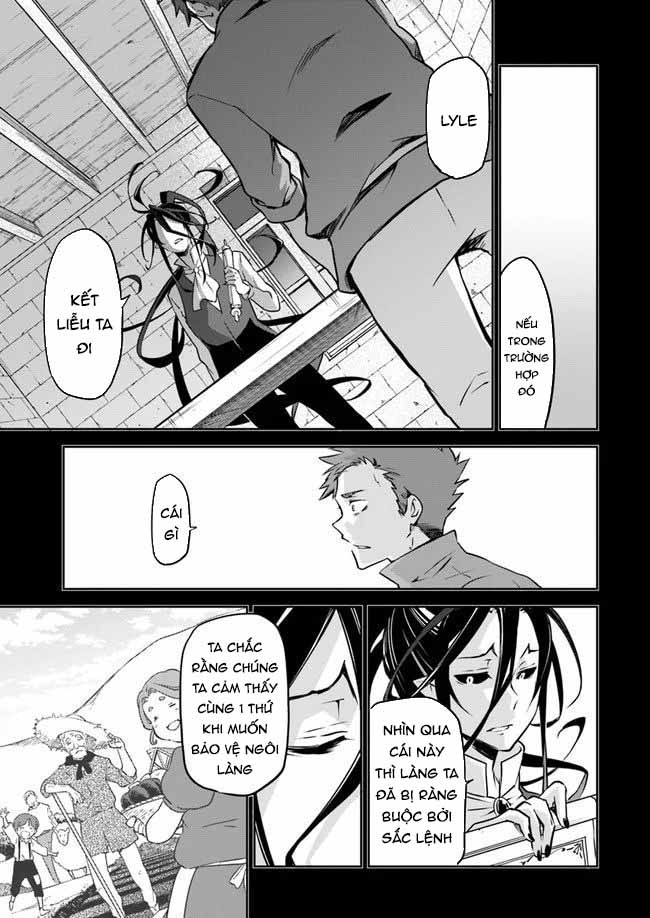 NẾU
TRONG
TRƯỜNG
HỢP
ĐÓ
LYLE
KẾT
LIỄU TA
ĐI
CÁI
GÌ
NHÌN QUA
CÁI NÀY
THÌ LÀNG TA
ĐÃ BỊ RÀNG
BUỘC BỞI
SẮC LỆNH
TA CHẮC
RẰNG CHÚNG
TA CẢM THẤY
CÙNG 1 THỨ
KHI MUỐN
BẢO VỆ NGÔI
LÀNG